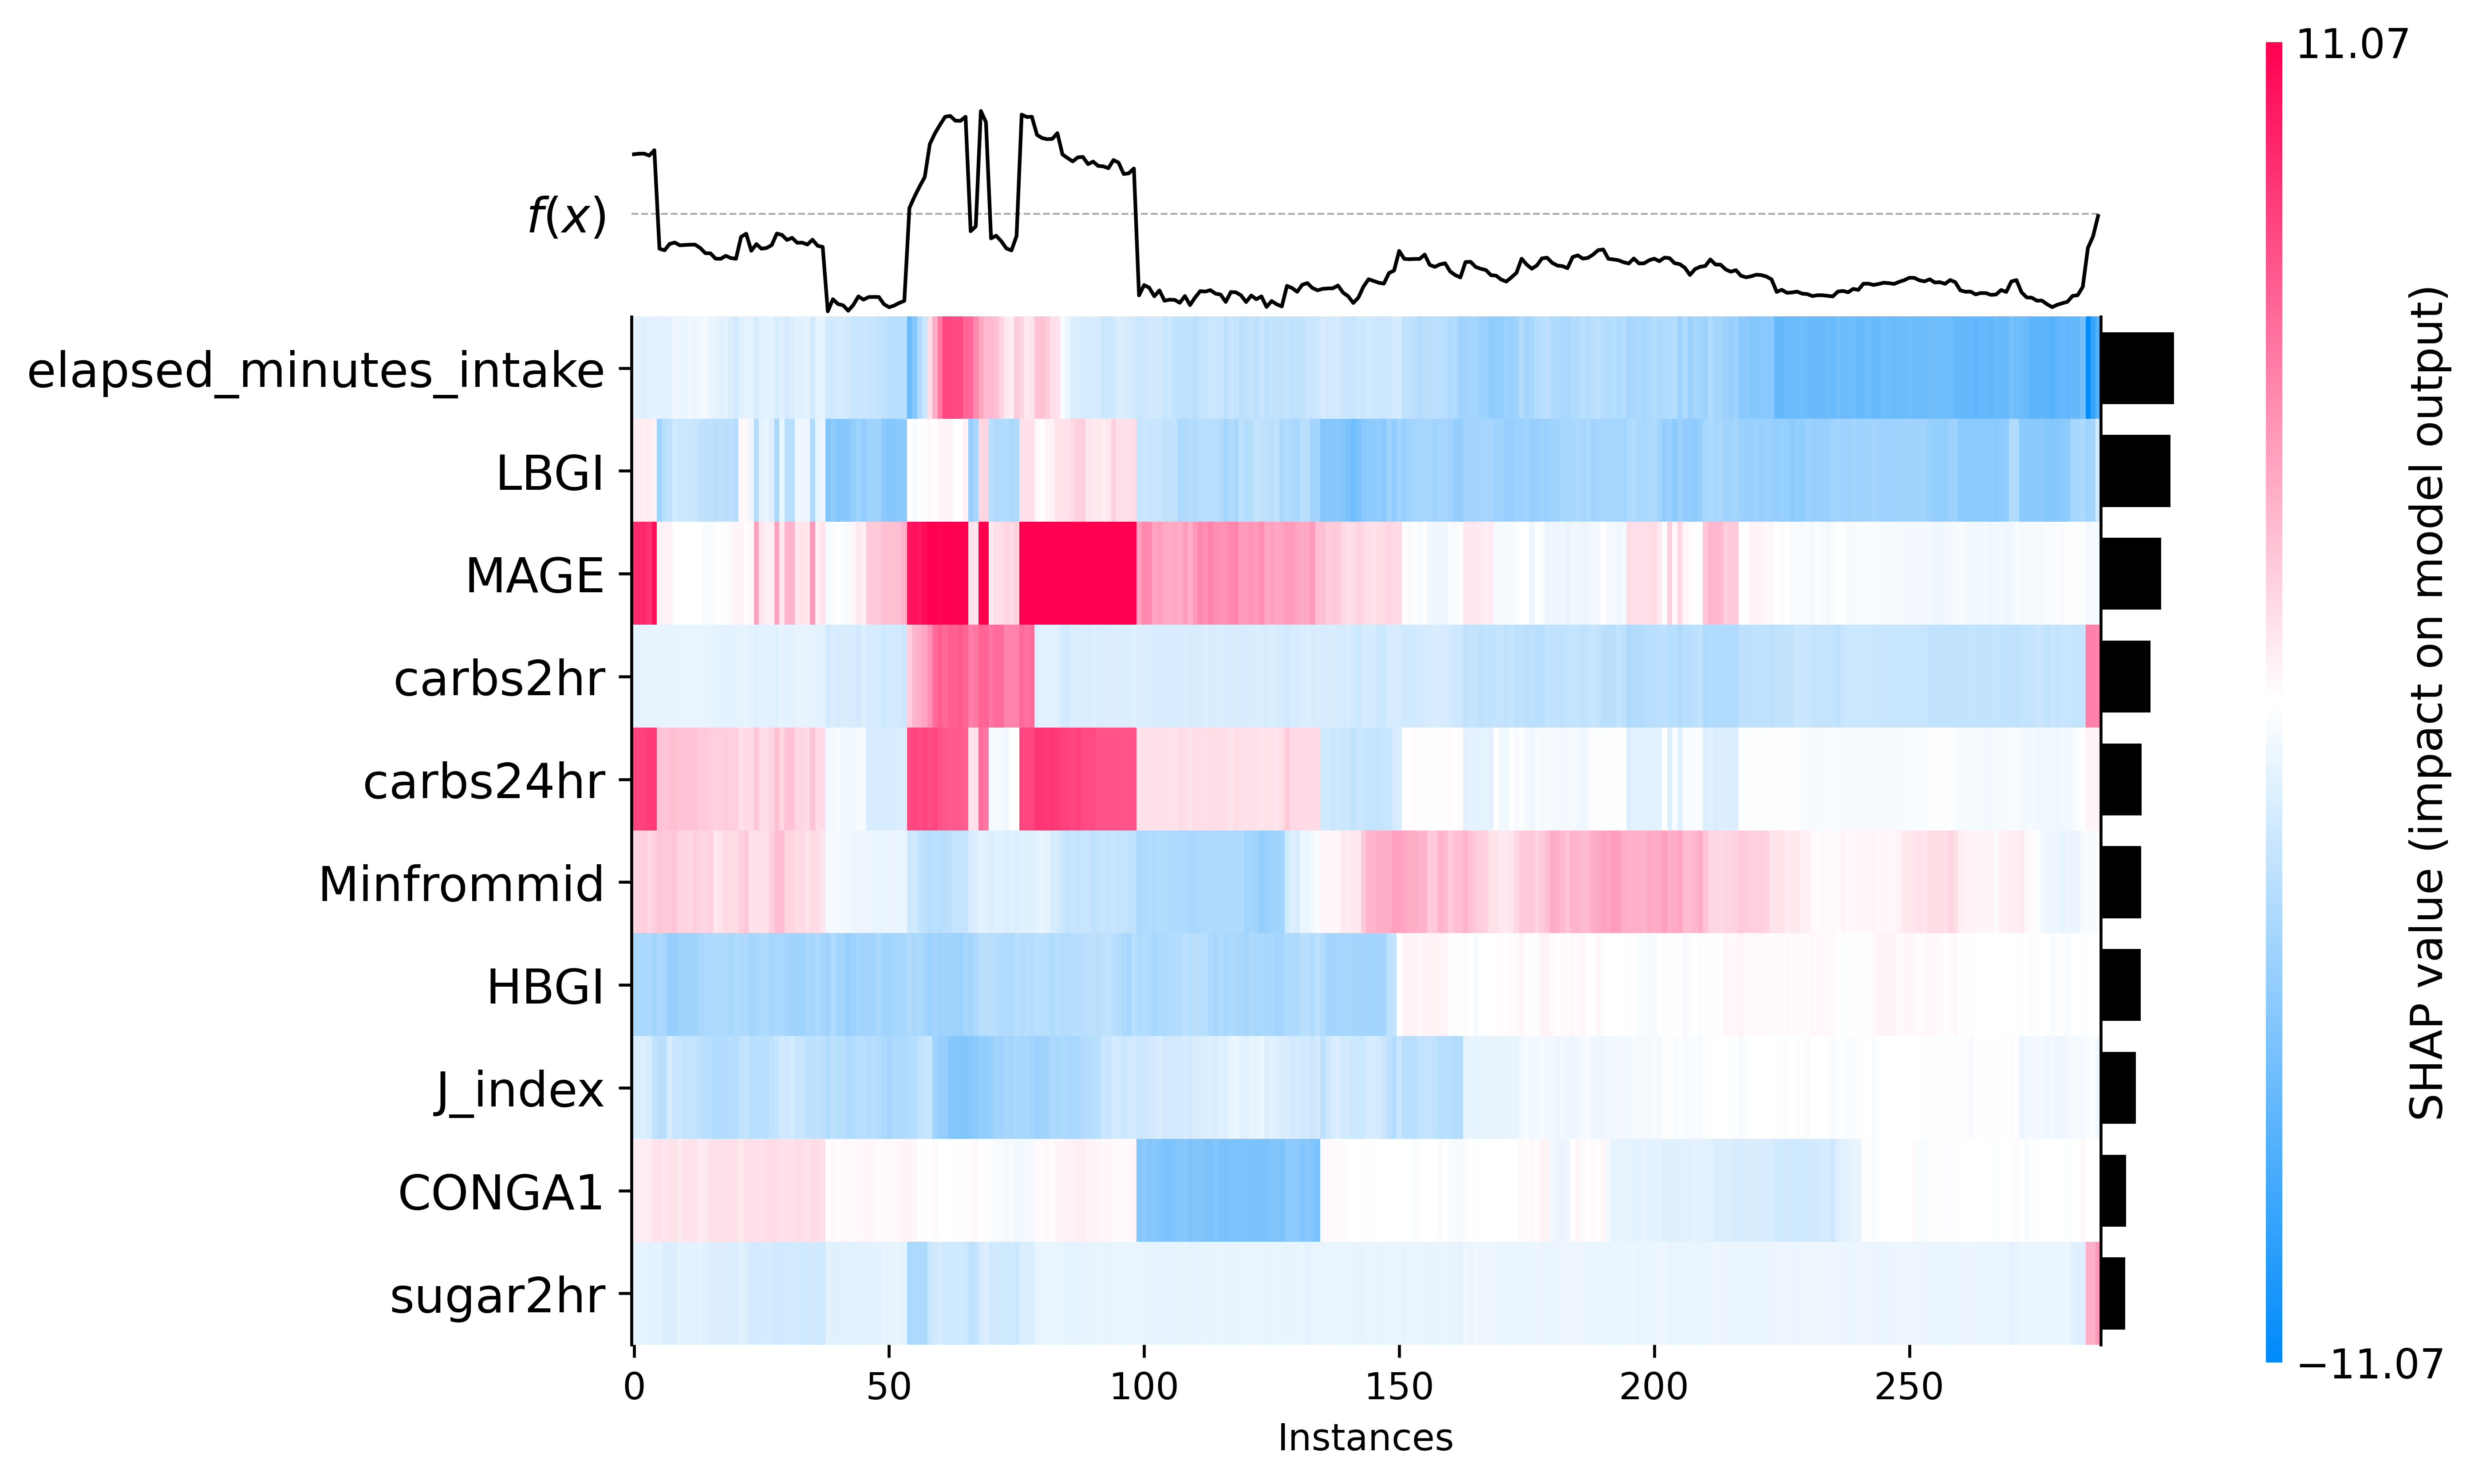 11.07
f(x)
elapsed_minutes_intake
LBGI
MAGE
carbs2hr
carbs24hr
Minfrommid
HBGI
J_index
CONGA1
sugar2hr
0 50 100 150 200 250
Instances
−11.07
SHAP value (impact on model output)